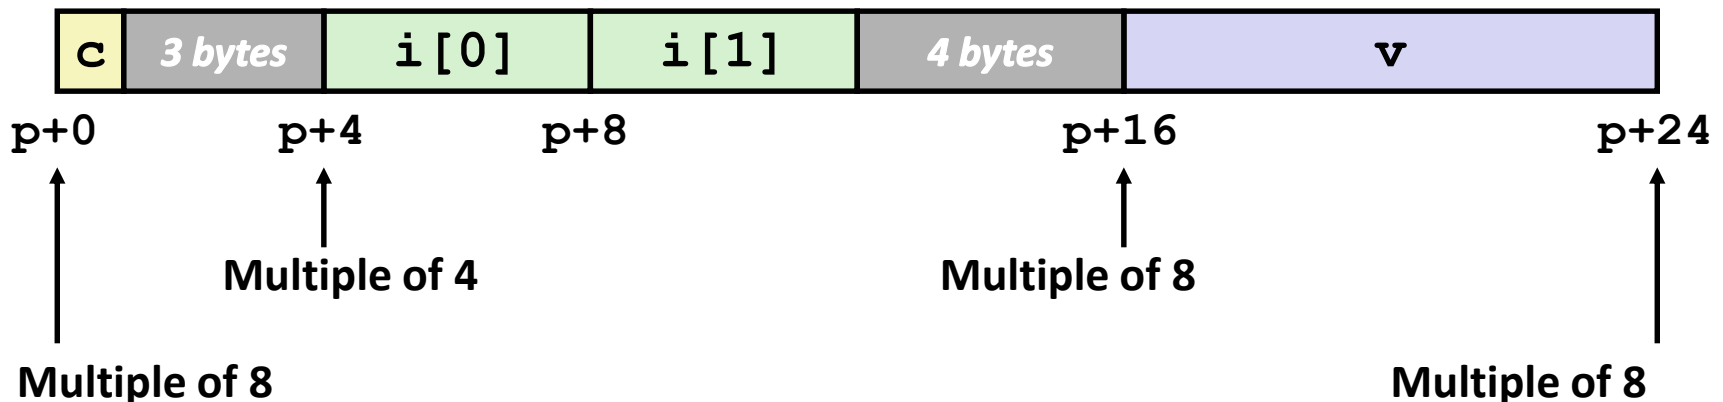 c 3 bytes i[0] i[1] 4 bytes v
p+0 p+4 p+8 p+16 p+24
Multiple of 4 Multiple of 8
Multiple of 8 Multiple of 8